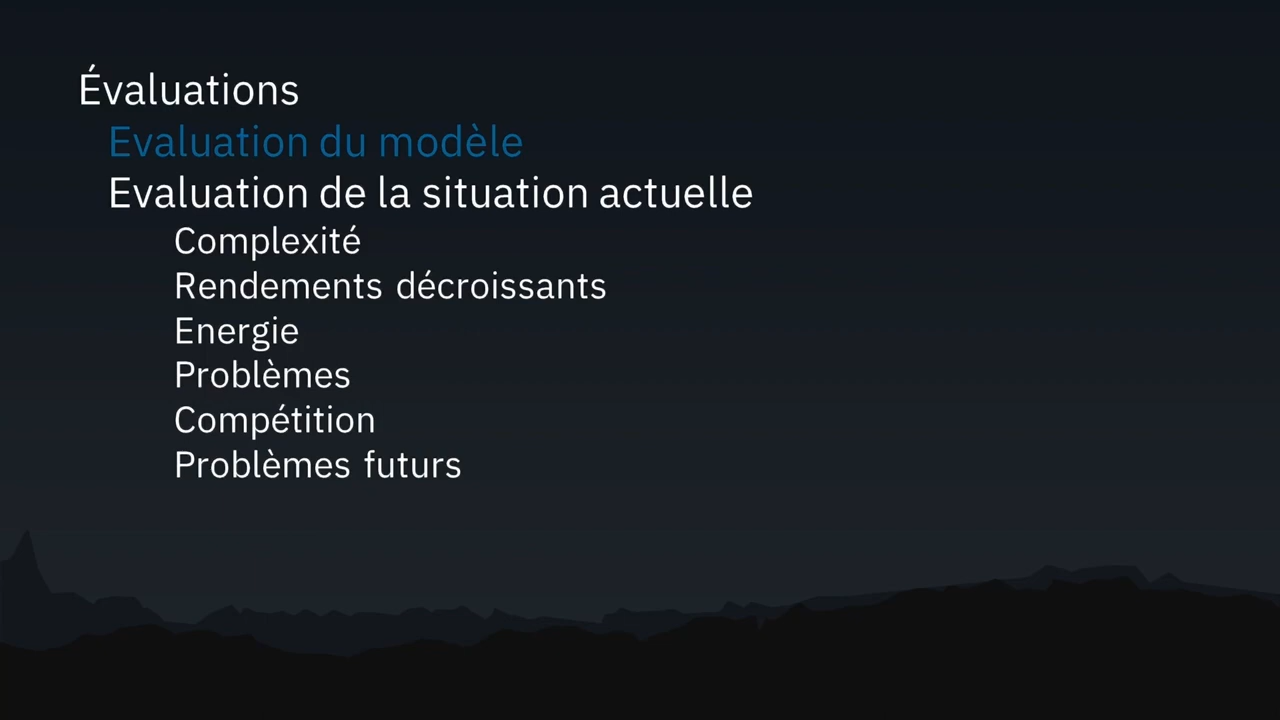 Évaluations
Evaluation du modèle
Evaluation de la situation actuelle
Complexité
Rendements décroissants
Energie
Problèmes
Compétition
Problèmes futurs